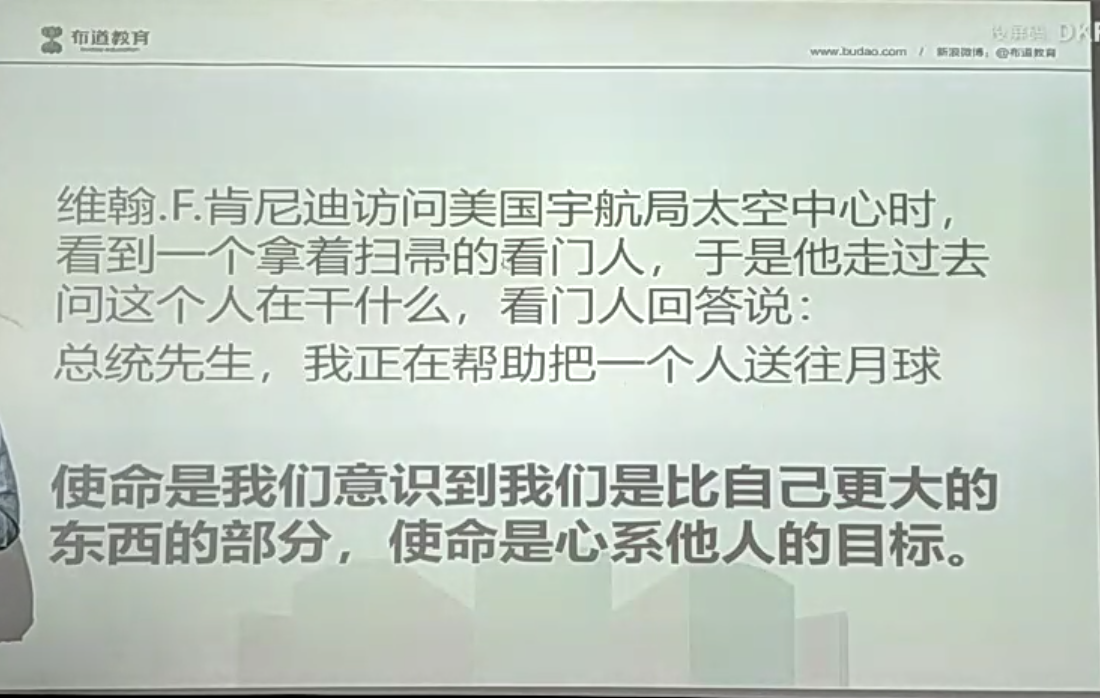 布道教育
budao education
DK
www.budao.com / 新浪微博：@布道教育
维翰.F.肯尼迪访问美国宇航局太空中心时，
看到一个拿着扫帚的看门人，于是他走过去
问这个人在干什么，看门人回答说：
总统先生，我正在帮助把一个人送往月球
使命是我们意识到我们是比自己更大的
东西的部分，使命是心系他人的目标。